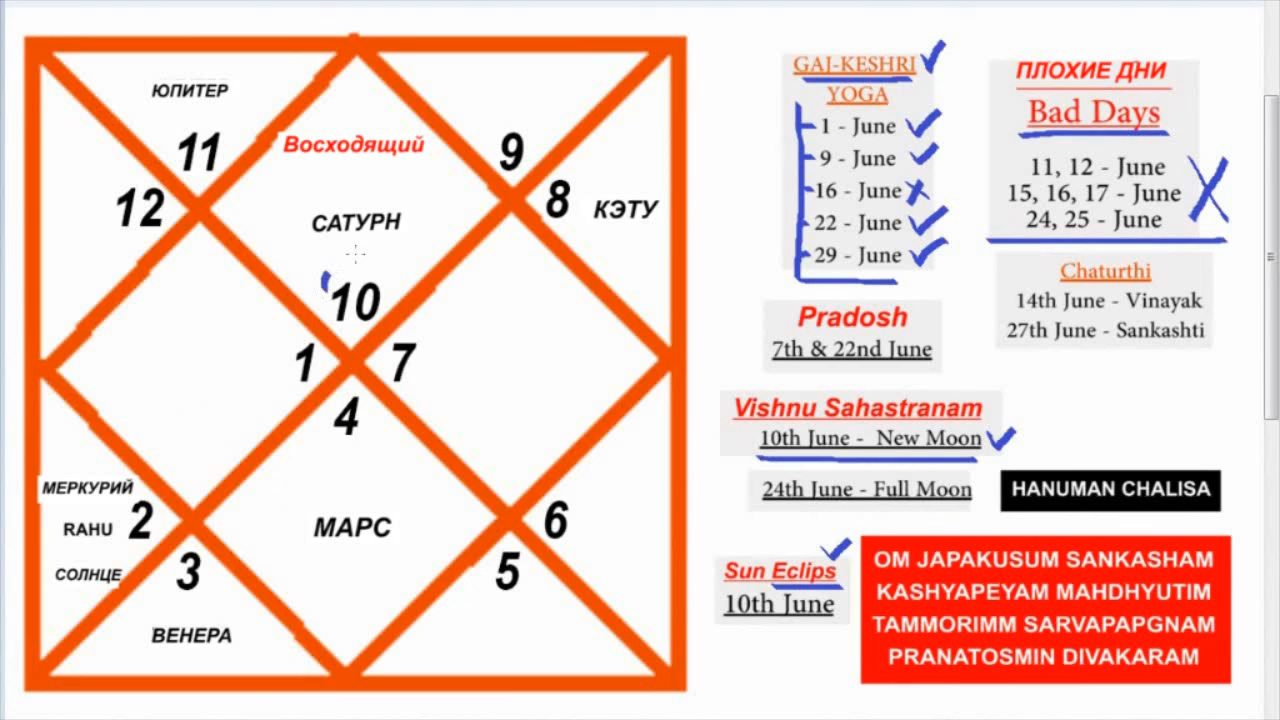 ЮПИТЕР
11
12
Восходящий
САТУРН
10
9
8
КЭТУ
1
7
4
МЕРКУРИЙ
RAHU
2
СОЛНЦЕ
3
ВЕНЕРА
МАРС
6
5
GAJ-KESHRI
YOGA
1 - June
9 - June
16 - June
22 - June
29 - June
ПЛОХИЕ ДНИ
Bad Days
11, 12 - June
15, 16, 17 - June
24, 25 - June
Chaturthi
14th June - Vinayak
27th June - Sankashti
Pradosh
7th & 22nd June
Vishnu Sahastranam
10th June - New Moon
24th June - Full Moon
HANUMAN CHALISA
Sun Eclips
10th June
OM JAPAKUSUM SANKASHAM
KASHYAPEYAM MAHDHYUTIM
TAMMORIMM SARVAPAPGNAM
PRANATOSMIN DIVAKARAM